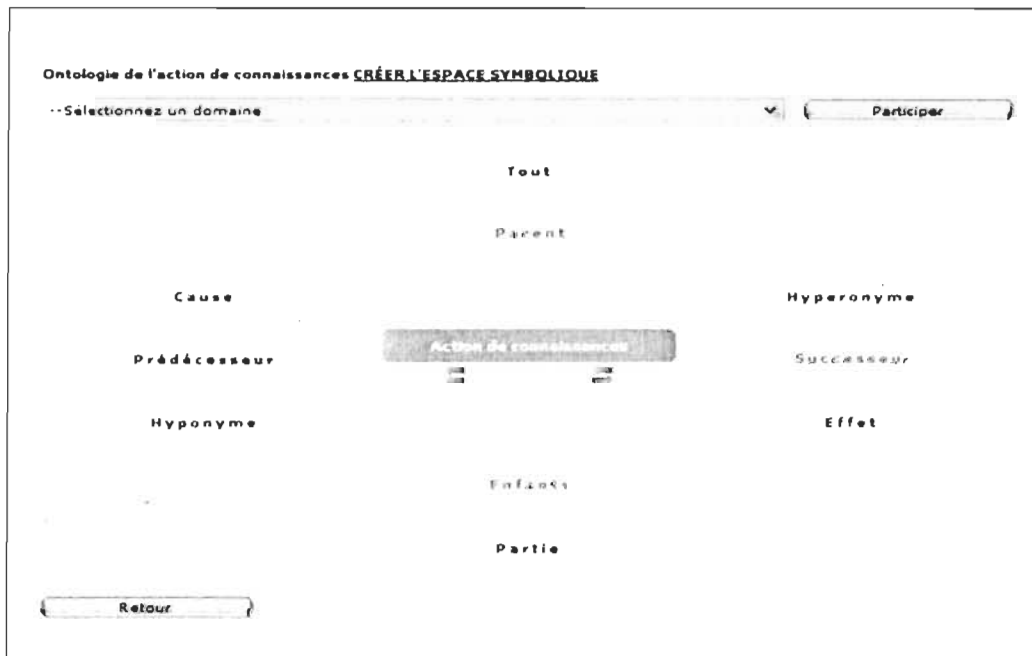 Ontologie de l'action de connaissances CRÉER L'ESPACE SYMBOLIQUE
--Sélectionnez un domaine
Participer
Tout
Parent
Cause
Hyperonyme
Action de connaissances
Prédécesseur
Successeur
Hyponyme
Effet
Enfants
Partie
Retour